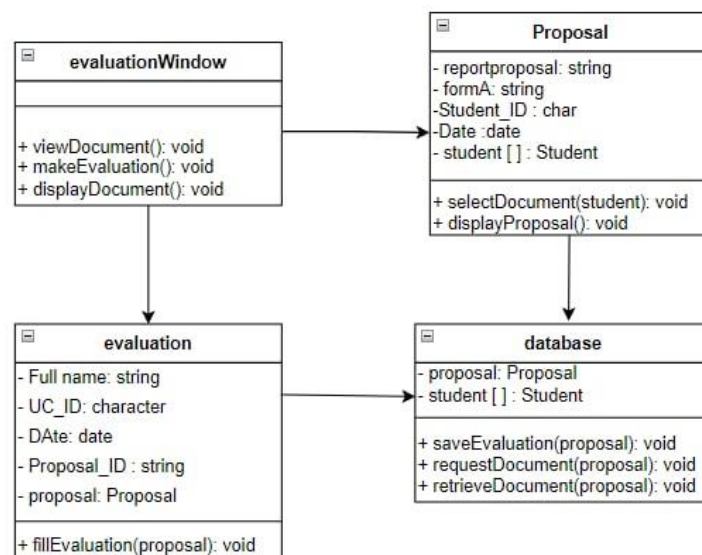 evaluationWindow
+ viewDocument(): void
+ makeEvaluation(): void
+ displayDocument(): void
Proposal
- reportproposal: string
- formA: string
-Student_ID : char
-Date :date
- student [ ] : Student
+ selectDocument(student): void
+ displayProposal(): void
evaluation
- Full name: string
- UC_ID: character
- DAte: date
- Proposal_ID : string
- proposal: Proposal
+ fillEvaluation(proposal): void
database
- proposal: Proposal
- student [ ] : Student
+ saveEvaluation(proposal): void
+ requestDocument(proposal): void
+ retrieveDocument(proposal): void